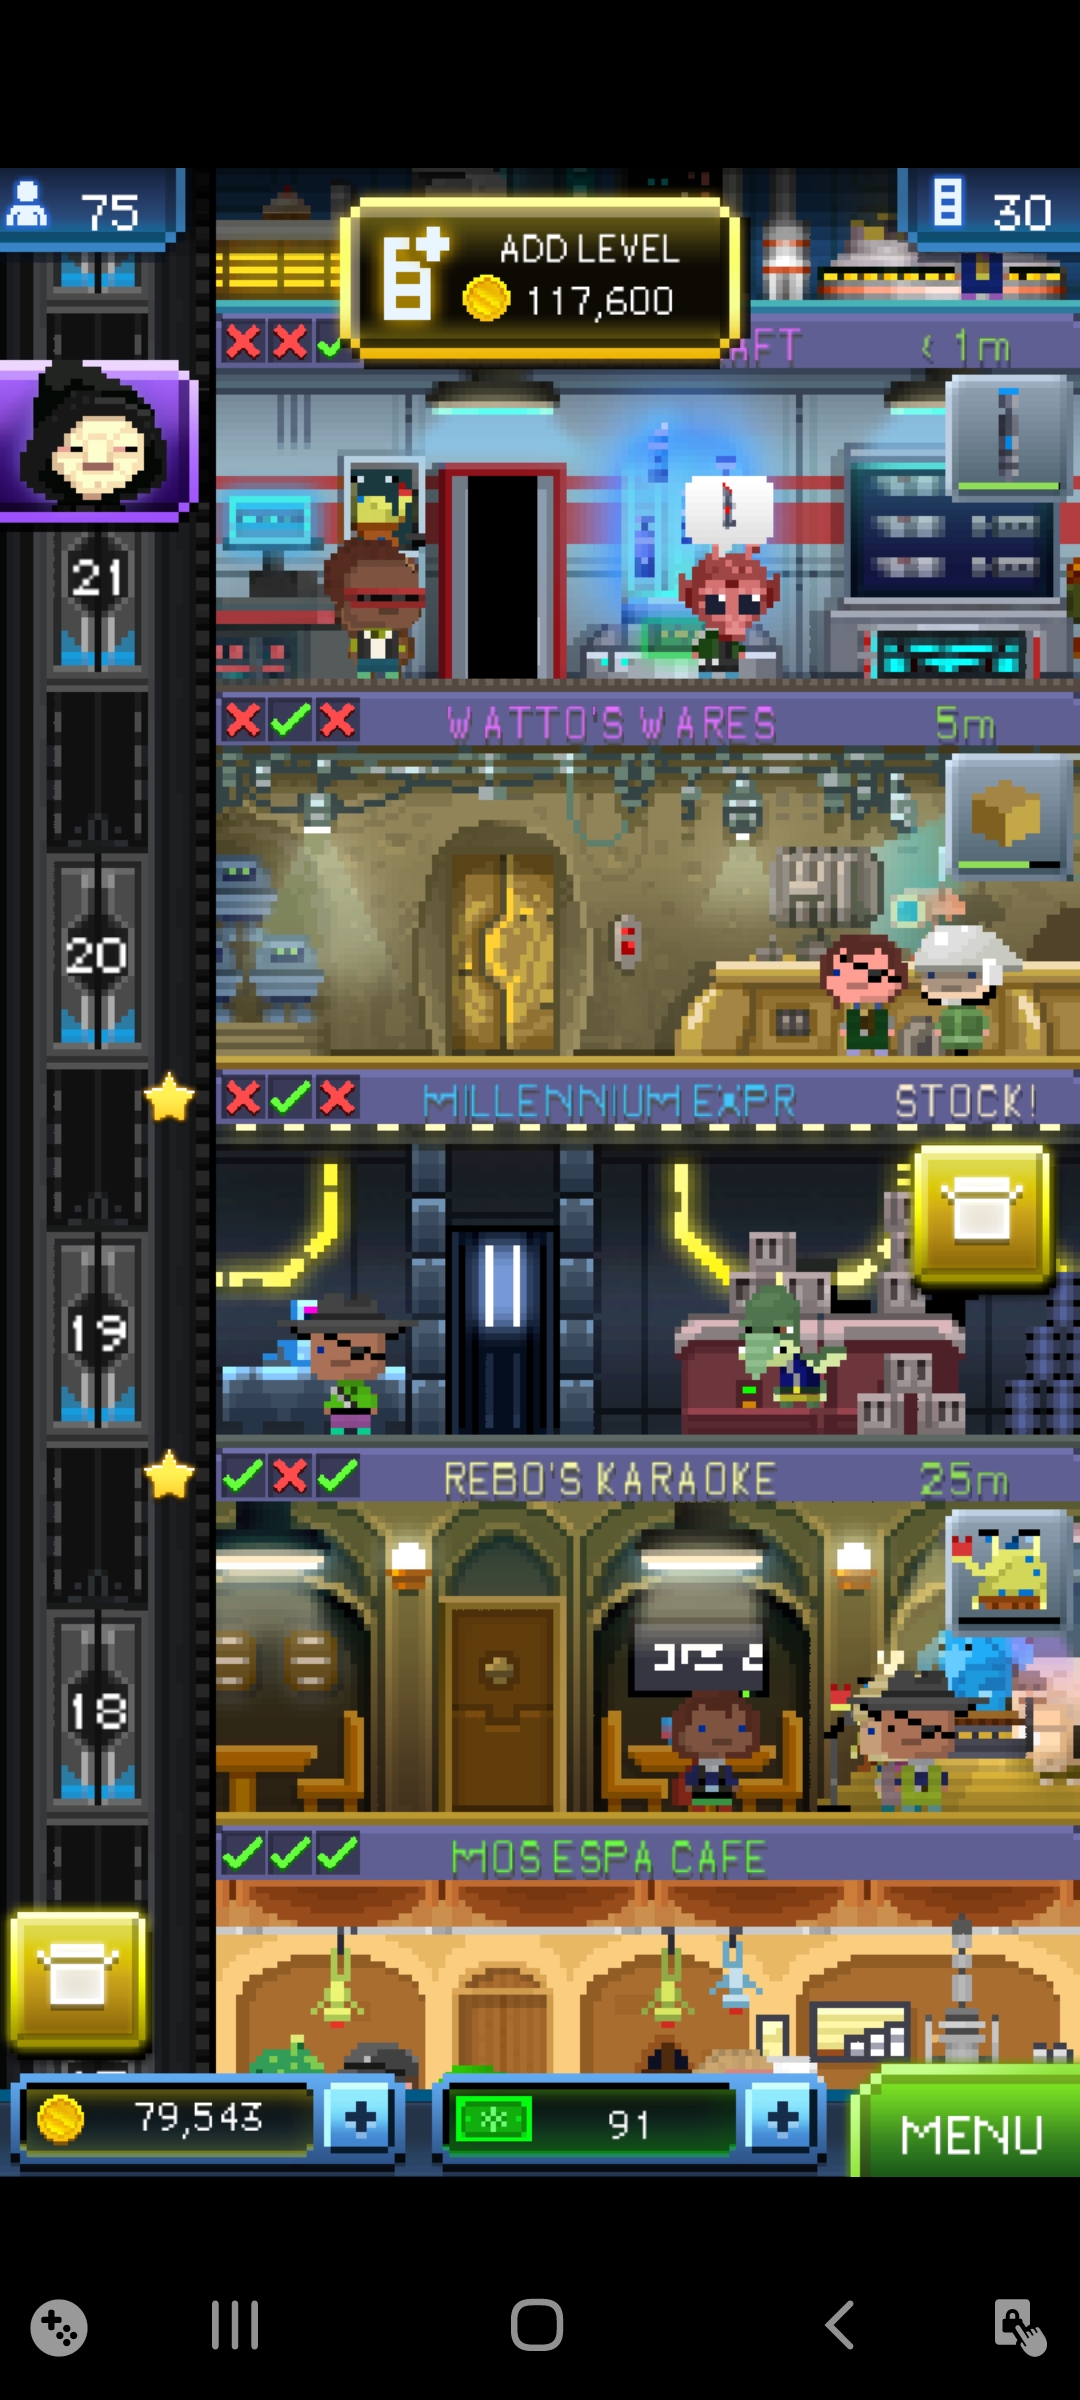 75
30
ADD LEVEL
117,600
AFT
< 1m
21
WATTO'S WARES
5m
20
MILLENNIUM EXPR
STOCK!
19
REBO'S KARAOKE
25m
18
MOS ESPA CAFE
79,543
91
MENU